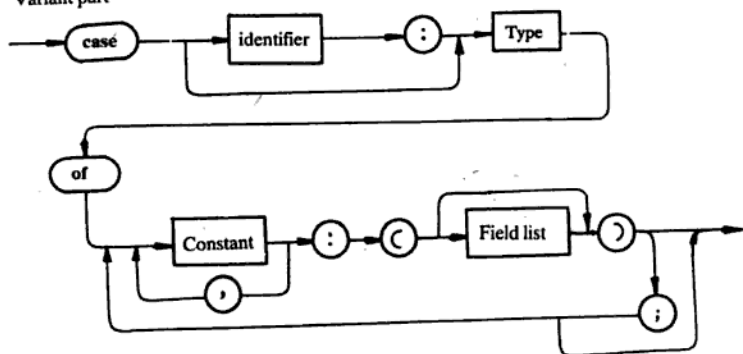 Variant part
case identifier : Type
of
Constant : ( Field list )
, ;